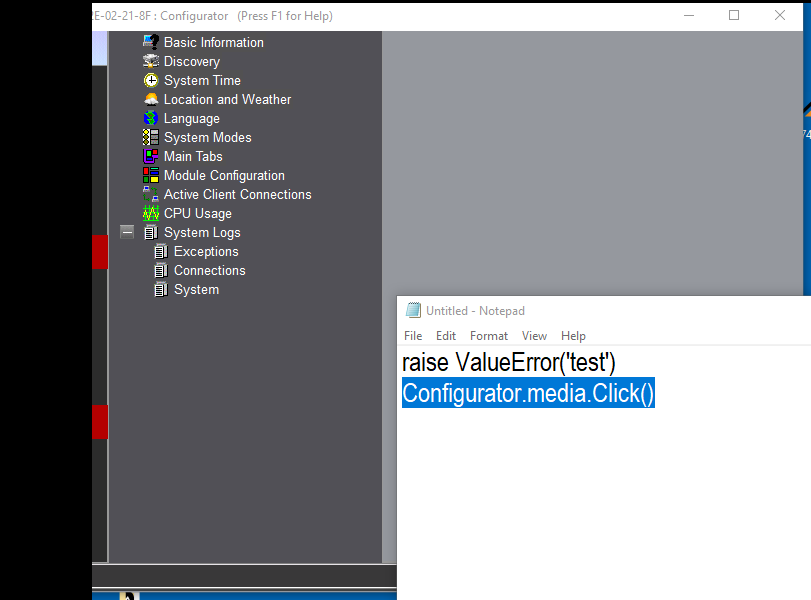 RE-02-21-8F : Configurator (Press F1 for Help)
Basic Information
Discovery
System Time
Location and Weather
Language
System Modes
Main Tabs
Module Configuration
Active Client Connections
CPU Usage
System Logs
Exceptions
Connections
System
Untitled - Notepad
File Edit Format View Help
raise ValueError('test')
Configurator.media.Click()